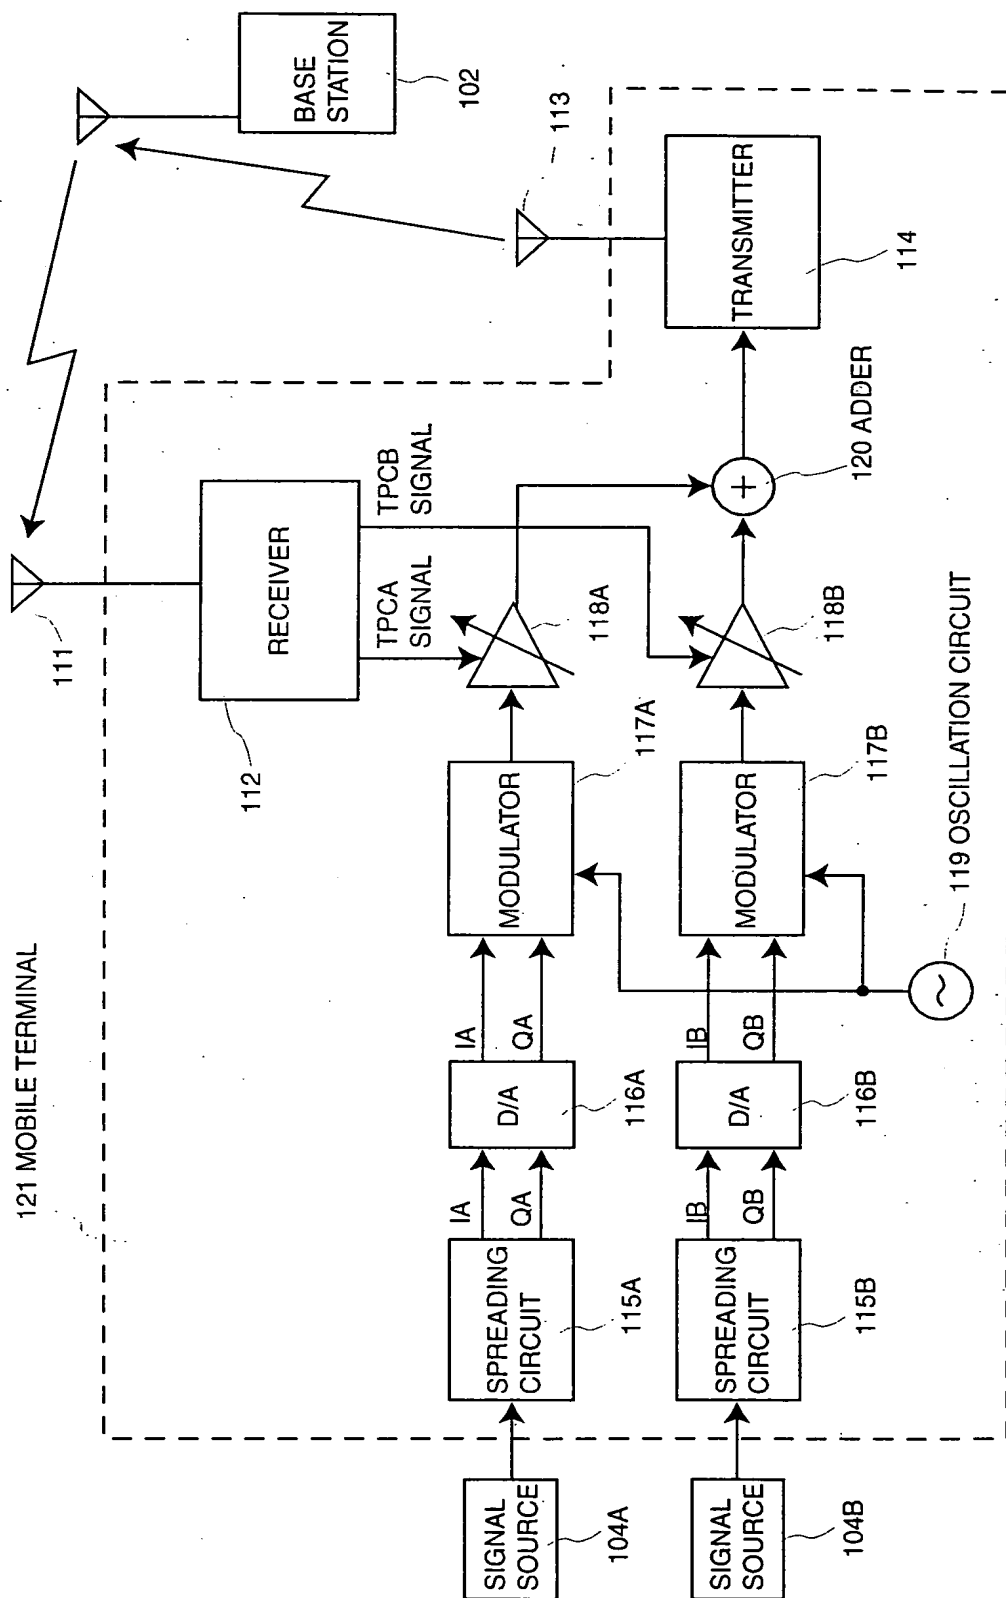 121 MOBILE TERMINAL
111
RECEIVER
112
TPCA
SIGNAL
TPCB
SIGNAL
BASE
STATION
102
113
SIGNAL
SOURCE
104A
SPREADING
CIRCUIT
115A
IA
QA
D/A
116A
IA
QA
MODULATOR
117A
118A
SIGNAL
SOURCE
104B
SPREADING
CIRCUIT
115B
IB
QB
D/A
116B
IB
QB
MODULATOR
117B
118B
+
120 ADDER
TRANSMITTER
114
~
119 OSCILLATION CIRCUIT